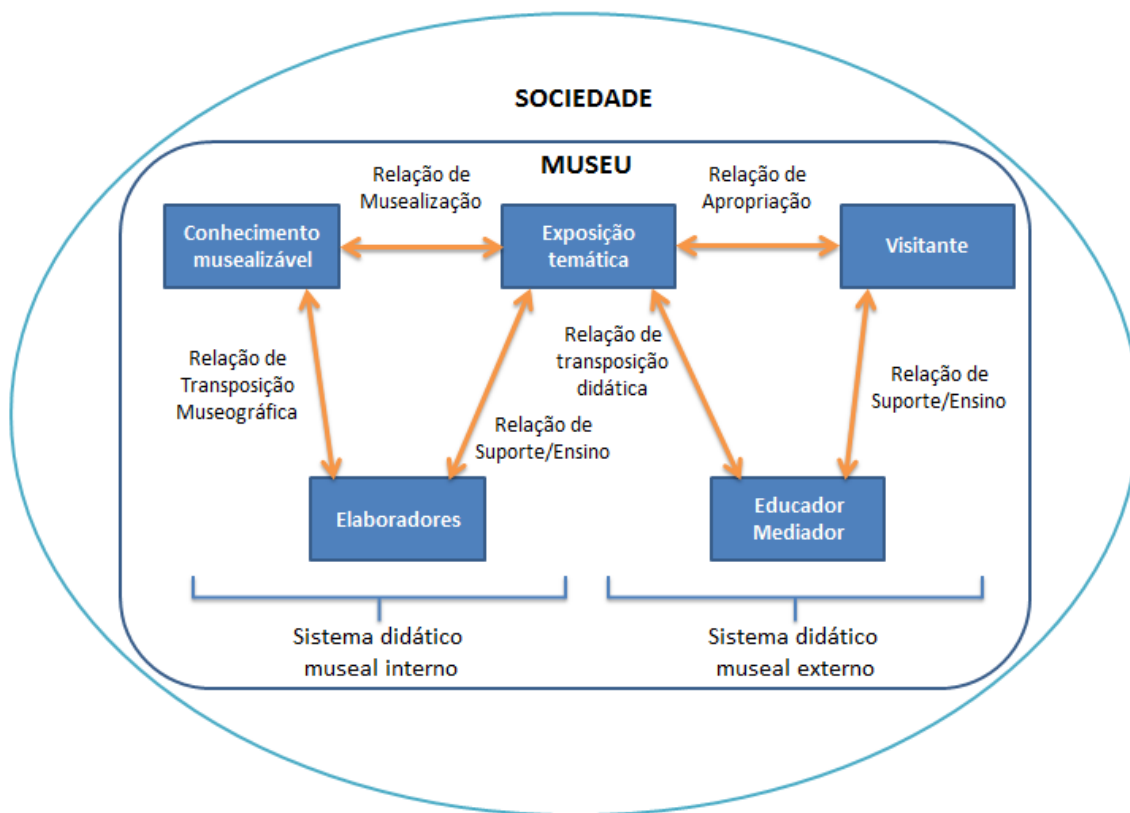 SOCIEDADE
MUSEU
Relação de
Musealização
Relação de
Apropriação
Conhecimento
musealizável
Exposição
temática
Visitante
Relação de
Transposição
Museográfica
Relação de
Suporte/Ensino
Relação de
transposição
didática
Relação de
Suporte/Ensino
Elaboradores
Educador
Mediador
Sistema didático
museal interno
Sistema didático
museal externo